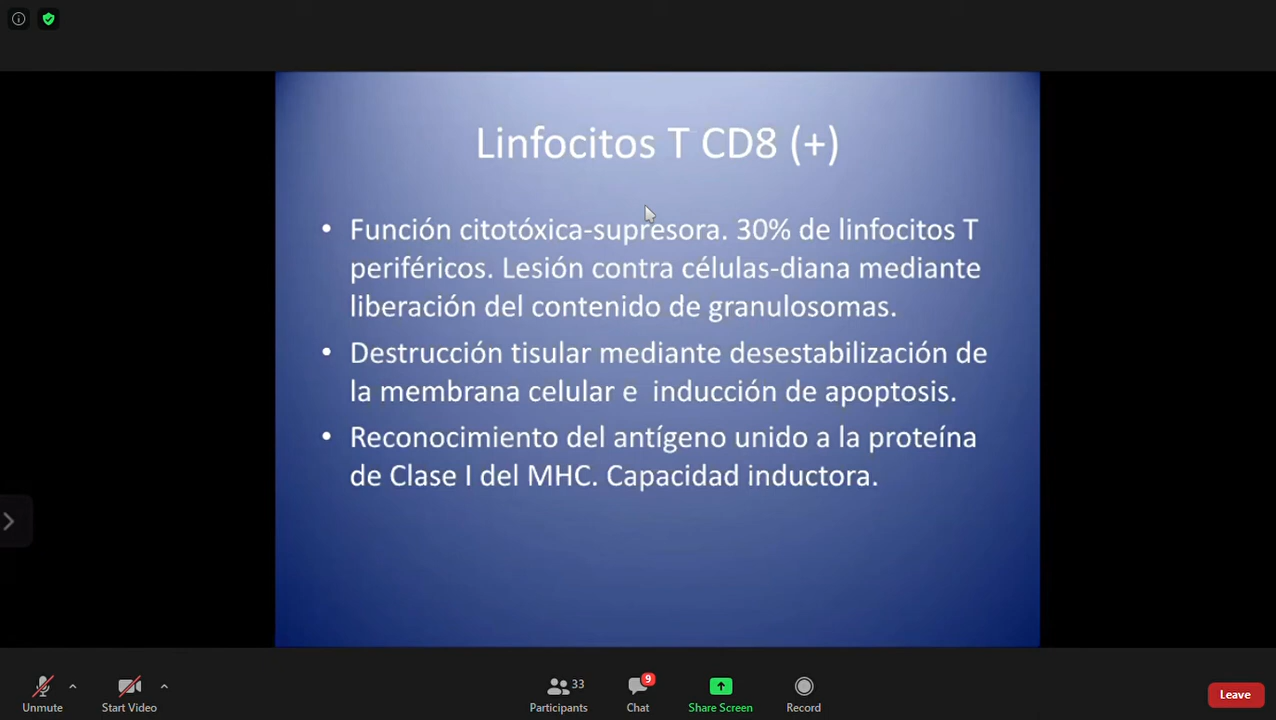 Linfocitos T CD8 (+)
• Función citotóxica-supresora. 30% de linfocitos T
periféricos. Lesión contra células-diana mediante
liberación del contenido de granulosomas.
• Destrucción tisular mediante desestabilización de
la membrana celular e  inducción de apoptosis.
• Reconocimiento del antígeno unido a la proteína
de Clase I del MHC. Capacidad inductora.
33
9
Unmute
Start Video
Participants
Chat
Share Screen
Record
Leave